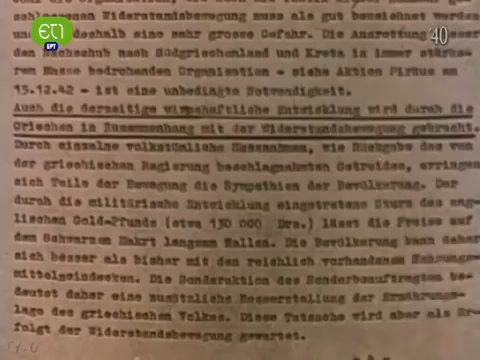 ετ1
ΕΡΤ
40
schlossenen Widerstandsbewegung muss als gut bezeichnet werden
und deshalb eine sehr grosse Gefahr. Die Ausrottung dieser
den Nachschub nach Südgriechenland und Kreta in immer stärke-
rem Masse bedrohenden Organisation - siehe Aktion Piräus am
15.12.42 - ist eine unbedingte Notwendigkeit.
Auch die derzeitige wirtschaftliche Entwicklung wird durch die
Griechen in Zusammenhang mit der Widerstandsbewegung gebracht.
Durch einzelne volkstümliche Massnahmen, wie Rückgabe des von
der griechischen Regierung beschlagnahmten Getreides, erringen
sich Teile der Bewegung die Sympathien der Bevölkerung. Der
durch die militärische Entwicklung eingetretene Sturz des eng-
lischen Gold-Pfunds (etwa 130 000 Drs.) lässt die Preise auf
dem Schwarzen Markt langsam fallen. Die Bevölkerung kann daher
sich besser als bisher mit den reichlich vorhandenen Nahrungs-
mitteln eindecken. Die Sonderaktion des Sonderbeauftragten be-
deutet daher eine zusätzliche Besserstellung der Ernährungs-
lage des griechischen Volkes. Diese Tatsache wird aber als Er-
folgt der Widerstandsbewegung gewertet.